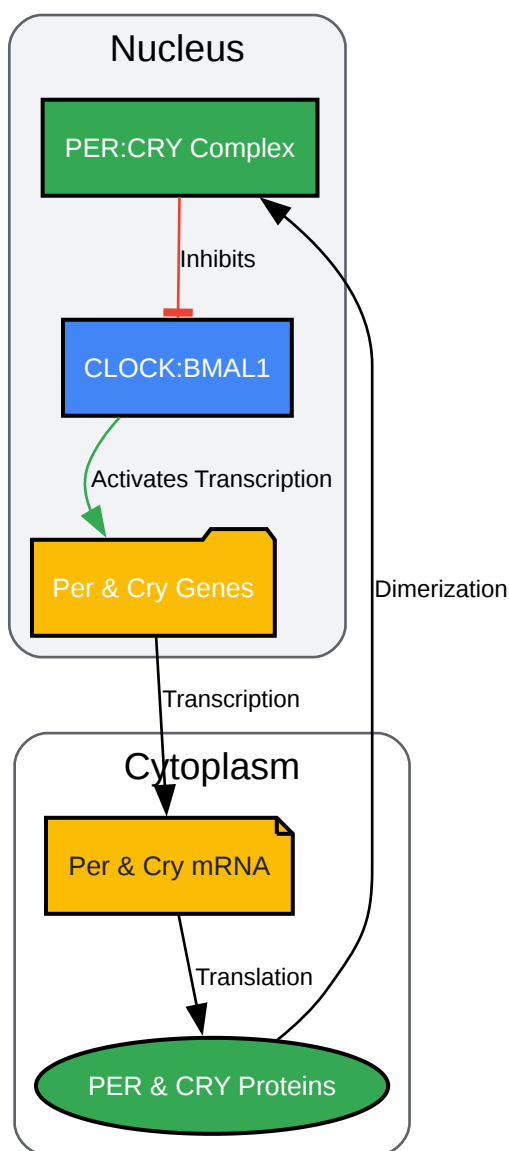 Nucleus
PER:CRY Complex
Inhibits
CLOCK:BMAL1
Activates Transcription
Per & Cry Genes
Dimerization
Transcription
Cytoplasm
Per & Cry mRNA
Translation
PER & CRY Proteins